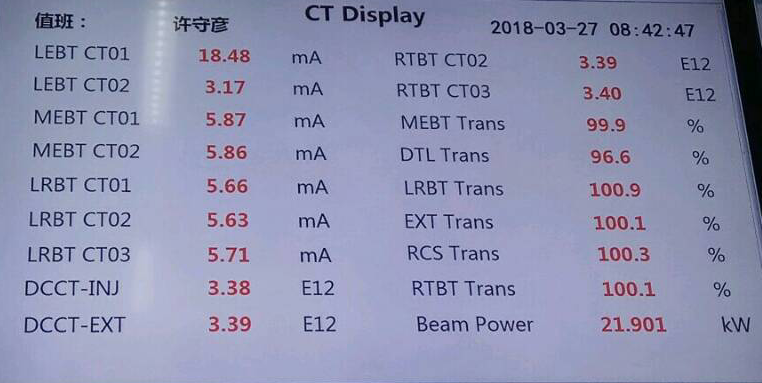 值班： 许守彦 CT Display 2018-03-27 08:42:47
LEBT CT01 18.48 mA RTBT CT02 3.39 E12
LEBT CT02 3.17 mA RTBT CT03 3.40 E12
MEBT CT01 5.87 mA MEBT Trans 99.9 %
MEBT CT02 5.86 mA DTL Trans 96.6 %
LRBT CT01 5.66 mA LRBT Trans 100.9 %
LRBT CT02 5.63 mA EXT Trans 100.1 %
LRBT CT03 5.71 mA RCS Trans 100.3 %
DCCT-INJ 3.38 E12 RTBT Trans 100.1 %
DCCT-EXT 3.39 E12 Beam Power 21.901 kW